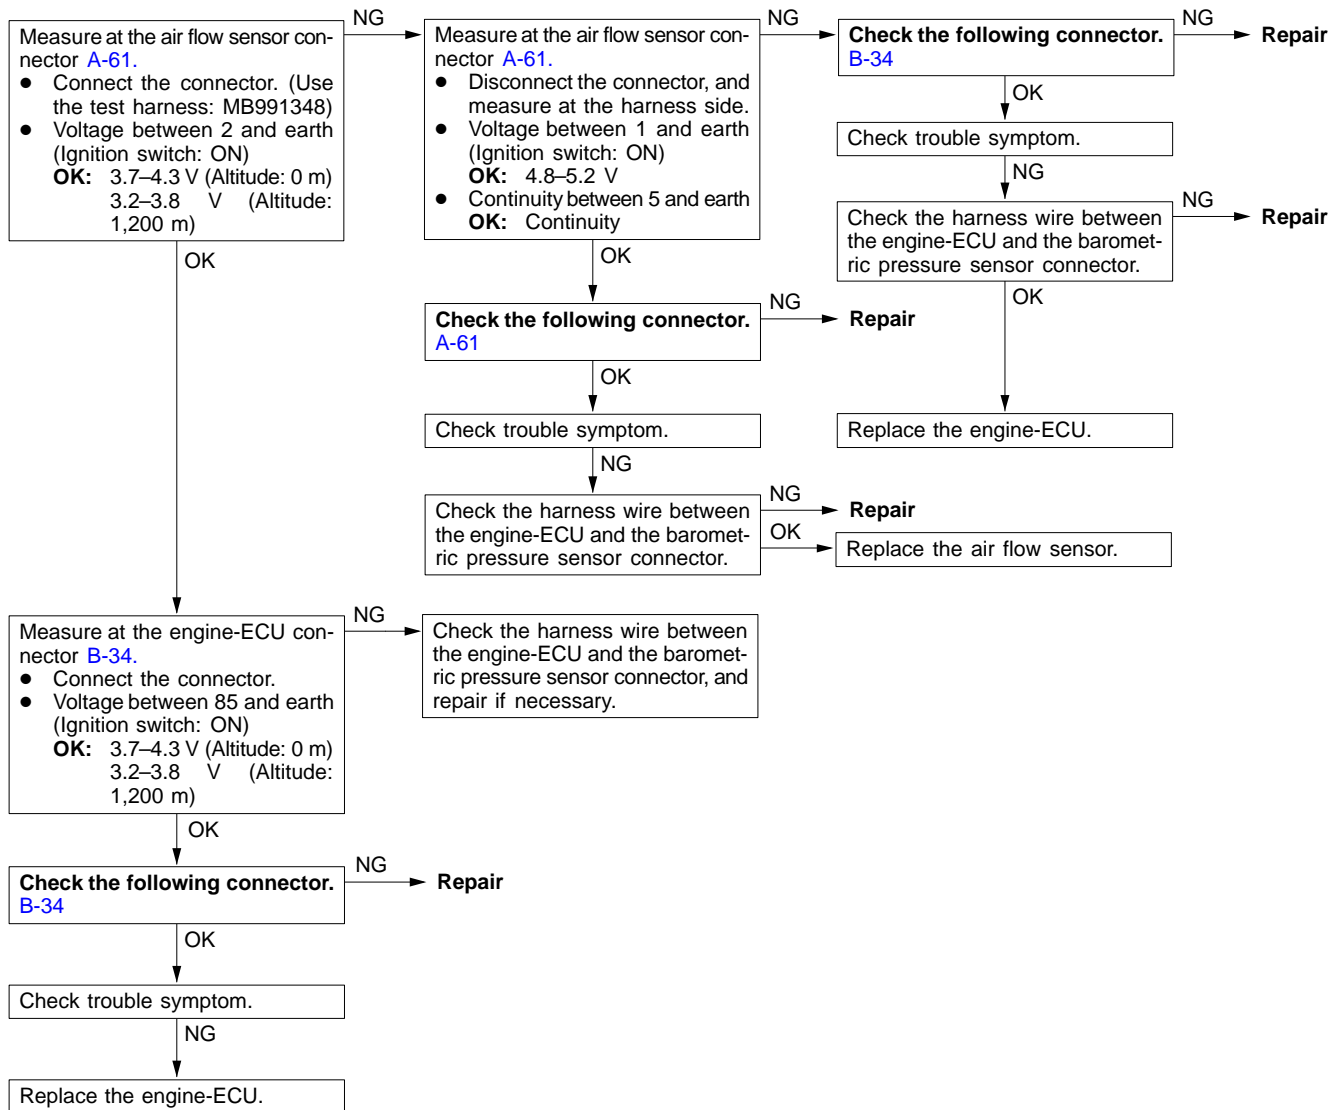 Measure at the air flow sensor con-
nector A-61.
● Connect the connector. (Use
the test harness: MB991348)
● Voltage between 2 and earth
(Ignition switch: ON)
OK: 3.7–4.3 V (Altitude: 0 m)
3.2–3.8 V (Altitude:
1,200 m)
NG
OK
Measure at the air flow sensor con-
nector A-61.
● Disconnect the connector, and
measure at the harness side.
● Voltage between 1 and earth
(Ignition switch: ON)
OK: 4.8–5.2 V
● Continuity between 5 and earth
OK: Continuity
NG
OK
Check the following connector.
B-34
NG
Repair
OK
Check trouble symptom.
NG
Check the harness wire between
the engine-ECU and the baromet-
ric pressure sensor connector.
NG
Repair
OK
Replace the engine-ECU.
Check the following connector.
A-61
NG
Repair
OK
Check trouble symptom.
NG
Check the harness wire between
the engine-ECU and the baromet-
ric pressure sensor connector.
NG
Repair
OK
Replace the air flow sensor.
Measure at the engine-ECU con-
nector B-34.
● Connect the connector.
● Voltage between 85 and earth
(Ignition switch: ON)
OK: 3.7–4.3 V (Altitude: 0 m)
3.2–3.8 V (Altitude:
1,200 m)
NG
Check the harness wire between
the engine-ECU and the baromet-
ric pressure sensor connector, and
repair if necessary.
OK
Check the following connector.
B-34
NG
Repair
OK
Check trouble symptom.
NG
Replace the engine-ECU.